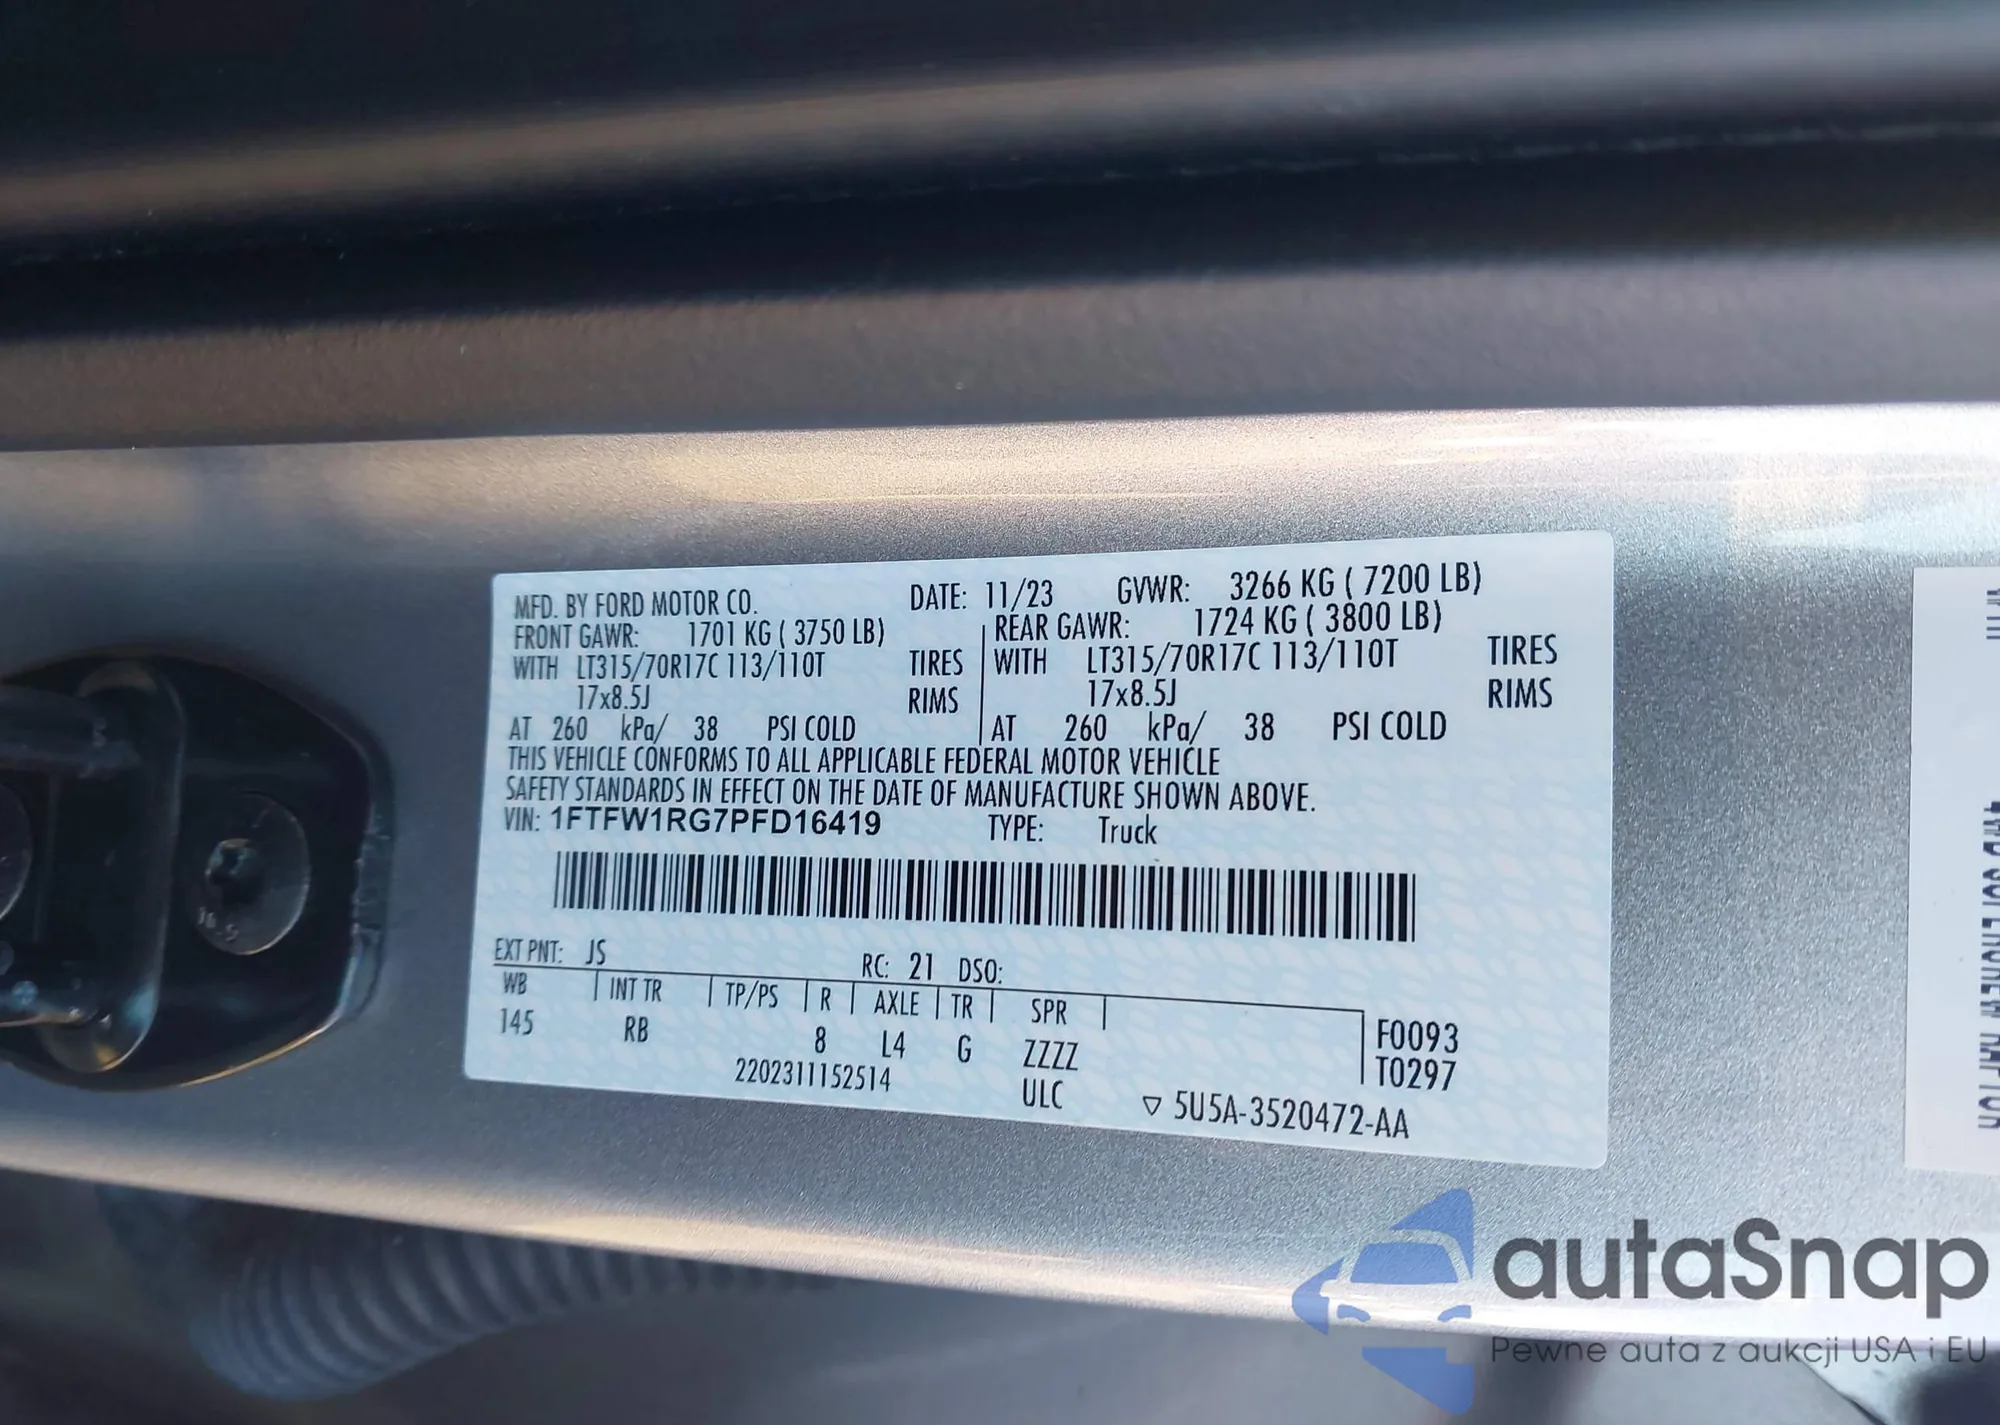 MFD. BY FORD MOTOR CO. DATE: 11/23 GVWR: 3266 KG ( 7200 LB)
FRONT GAWR: 1701 KG ( 3750 LB) REAR GAWR: 1724 KG ( 3800 LB)
WITH LT315/70R17C 113/110T TIRES WITH LT315/70R17C 113/110T TIRES
17x8.5J RIMS 17x8.5J RIMS
AT 260 kPa/ 38 PSI COLD AT 260 kPa/ 38 PSI COLD
THIS VEHICLE CONFORMS TO ALL APPLICABLE FEDERAL MOTOR VEHICLE
SAFETY STANDARDS IN EFFECT ON THE DATE OF MANUFACTURE SHOWN ABOVE.
VIN: 1FTFW1RG7PFD16419 TYPE: Truck
EXT PNT: JS RC: 21 DSO:
WB INT TR TP/PS R AXLE TR SPR
145 RB 8 L4 G ZZZZ
F0093
T0297
2202311152514 ULC ▽ 5U5A-3520472-AA
10.9
autaSnap
Pewne auta z aukcji USA i EU